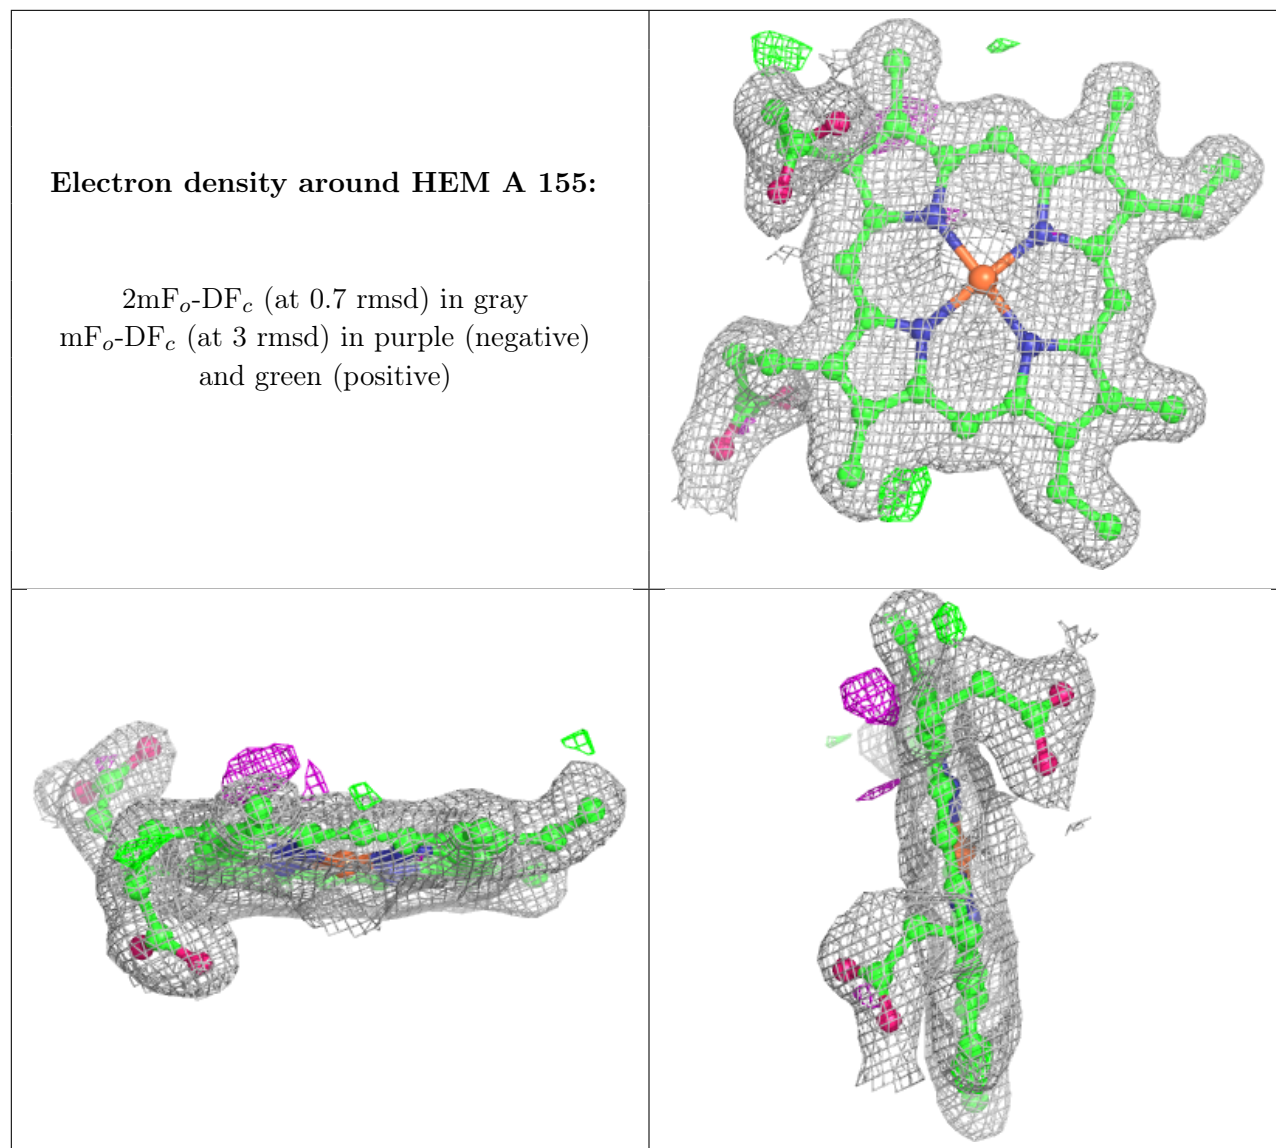 Electron density around HEM A 155:
2mFo-DFc (at 0.7 rmsd) in gray
mFo-DFc (at 3 rmsd) in purple (negative)
and green (positive)